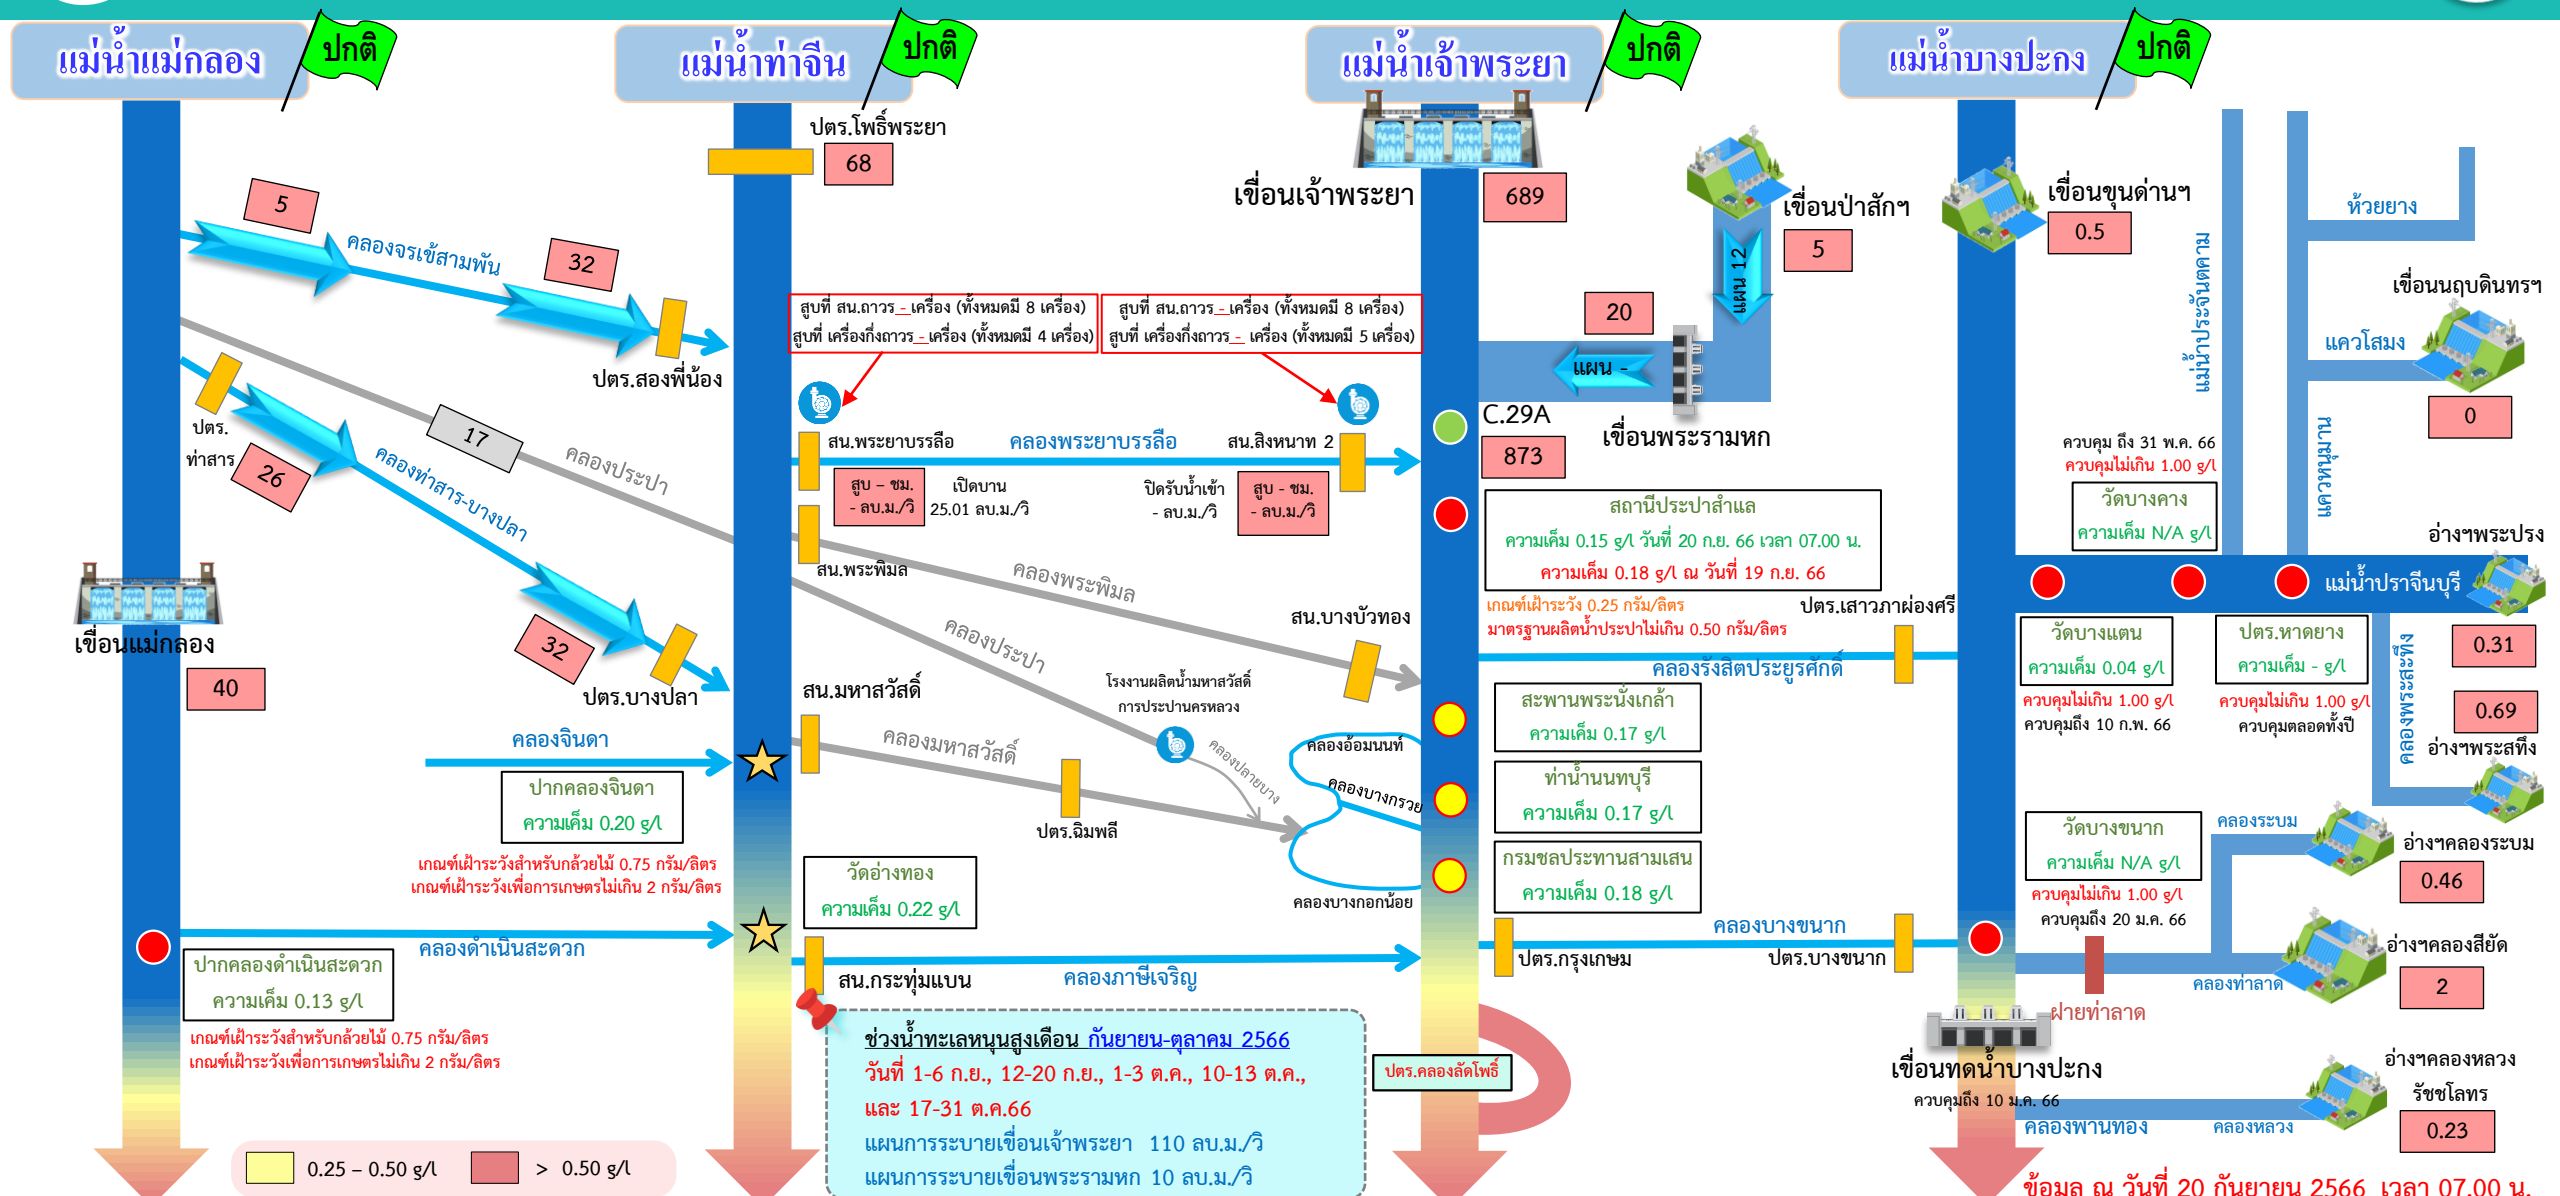 แม่น้ำแม่กลอง
ปกติ
แม่น้ำท่าจีน
ปกติ
แม่น้ำเจ้าพระยา
ปกติ
แม่น้ำบางปะกง
ปกติ
ปตร.โพธิ์พระยา
68
เขื่อนเจ้าพระยา
689
เขื่อนป่าสักฯ
5
แผน 12
20
แผน -
เขื่อนพระรามหก
เขื่อนขุนด่านฯ
0.5
ห้วยยาง
เขื่อนนฤบดินทรฯ
แควโสมง
0
แม่น้ำประจันตคาม
แควหนุมาน
5
คลองจรเข้สามพัน
32
ปตร.สองพี่น้อง
สูบที่ สน.ถาวร - เครื่อง (ทั้งหมดมี 8 เครื่อง)
สูบที่ เครื่องกึ่งถาวร - เครื่อง (ทั้งหมดมี 4 เครื่อง)
สูบที่ สน.ถาวร - เครื่อง (ทั้งหมดมี 8 เครื่อง)
สูบที่ เครื่องกึ่งถาวร - เครื่อง (ทั้งหมดมี 5 เครื่อง)
ปตร.
ท่าสาร
26
17
คลองประปา
คลองท่าสาร-บางปลา
32
ปตร.บางปลา
สน.พระยาบรรลือ
คลองพระยาบรรลือ
สน.สิงหนาท 2
สูบ – ชม.
- ลบ.ม./วิ
เปิดบาน
25.01 ลบ.ม./วิ
ปิดรับน้ำเข้า
- ลบ.ม./วิ
สูบ - ชม.
- ลบ.ม./วิ
C.29A
873
สน.พระพิมล
คลองพระพิมล
สน.บางบัวทอง
สถานีประปาสำแล
ความเค็ม 0.15 g/l วันที่ 20 ก.ย. 66 เวลา 07.00 น.
ความเค็ม 0.18 g/l ณ วันที่ 19 ก.ย. 66
เกณฑ์เฝ้าระวัง 0.25 กรัม/ลิตร
มาตรฐานผลิตน้ำประปาไม่เกิน 0.50 กรัม/ลิตร
ปตร.เสาวภาผ่องศรี
คลองรังสิตประยูรศักดิ์
ควบคุม ถึง 31 พ.ค. 66
ควบคุมไม่เกิน 1.00 g/l
วัดบางคาง
ความเค็ม N/A g/l
อ่างฯพระปรง
แม่น้ำปราจีนบุรี
0.31
วัดบางแตน
ความเค็ม 0.04 g/l
ควบคุมไม่เกิน 1.00 g/l
ควบคุมถึง 10 ก.พ. 66
ปตร.หาดยาง
ความเค็ม - g/l
ควบคุมไม่เกิน 1.00 g/l
ควบคุมตลอดทั้งปี
คลองพระสะทึง
0.69
อ่างฯพระสทึง
เขื่อนแม่กลอง
40
คลองประปา
โรงงานผลิตน้ำมหาสวัสดิ์
การประปานครหลวง
สน.มหาสวัสดิ์
คลองมหาสวัสดิ์
ปตร.ฉิมพลี
คลองปลายบาง
คลองอ้อมนนท์
คลองบางกรวย
คลองบางกอกน้อย
สะพานพระนั่งเกล้า
ความเค็ม 0.17 g/l
ท่าน้ำนนทบุรี
ความเค็ม 0.17 g/l
กรมชลประทานสามเสน
ความเค็ม 0.18 g/l
คลองจินดา
ปากคลองจินดา
ความเค็ม 0.20 g/l
เกณฑ์เฝ้าระวังสำหรับกล้วยไม้ 0.75 กรัม/ลิตร
เกณฑ์เฝ้าระวังเพื่อการเกษตรไม่เกิน 2 กรัม/ลิตร
วัดอ่างทอง
ความเค็ม 0.22 g/l
วัดบางขนาก
ความเค็ม N/A g/l
ควบคุมไม่เกิน 1.00 g/l
ควบคุมถึง 20 ม.ค. 66
คลองระบม
อ่างฯคลองระบม
0.46
อ่างฯคลองสียัด
2
คลองท่าลาด
ฝายท่าลาด
คลองดำเนินสะดวก
ปากคลองดำเนินสะดวก
ความเค็ม 0.13 g/l
เกณฑ์เฝ้าระวังสำหรับกล้วยไม้ 0.75 กรัม/ลิตร
เกณฑ์เฝ้าระวังเพื่อการเกษตรไม่เกิน 2 กรัม/ลิตร
สน.กระทุ่มแบน
คลองภาษีเจริญ
ปตร.กรุงเกษม
คลองบางขนาก
ปตร.บางขนาก
เขื่อนทดน้ำบางปะกง
ควบคุมถึง 10 ม.ค. 66
คลองพานทอง
คลองหลวง
อ่างฯคลองหลวง
รัชชโลทร
0.23
ช่วงน้ำทะเลหนุนสูงเดือน กันยายน-ตุลาคม 2566
วันที่ 1-6 ก.ย., 12-20 ก.ย., 1-3 ต.ค., 10-13 ต.ค.,
และ 17-31 ต.ค.66
แผนการระบายเขื่อนเจ้าพระยา 110 ลบ.ม./วิ
แผนการระบายเขื่อนพระรามหก 10 ลบ.ม./วิ
ปตร.คลองลัดโพธิ์
0.25 – 0.50 g/l
> 0.50 g/l
ข้อมูล ณ วันที่ 20 กันยายน 2566 เวลา 07.00 น.